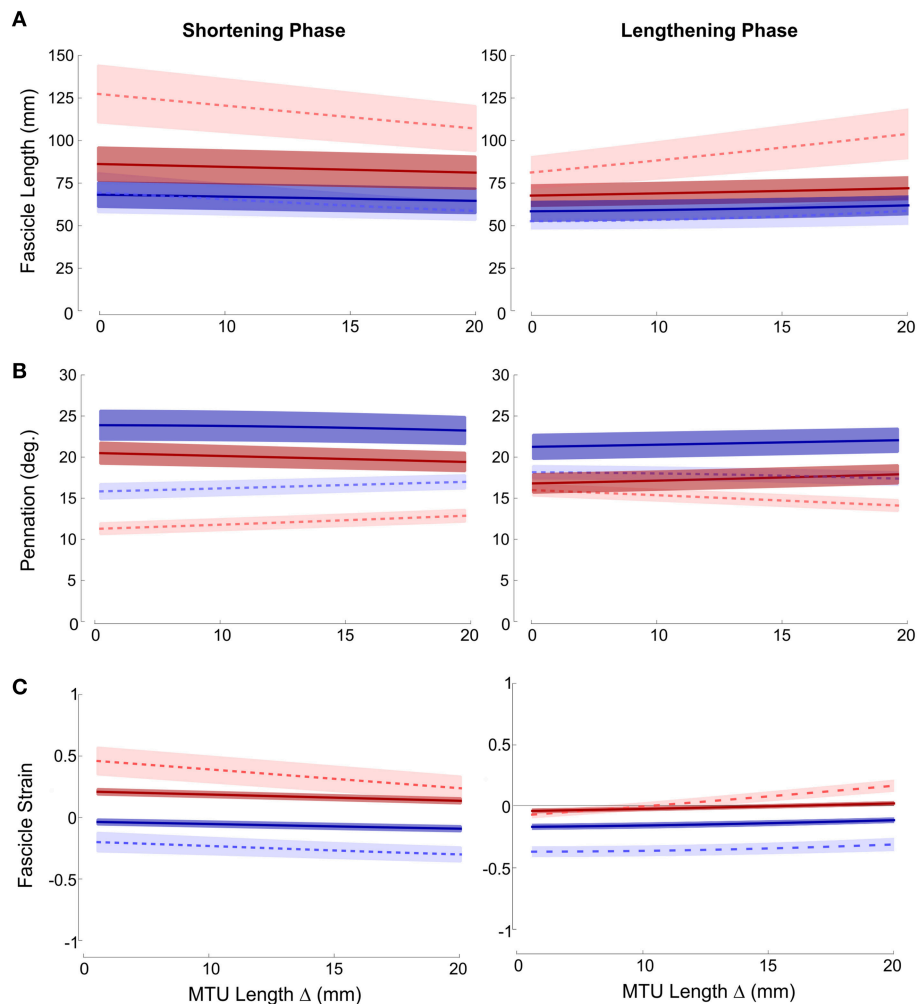 A
Shortening Phase
Lengthening Phase
Fascicle Length (mm)
150
125
100
75
50
25
0
0 10 15 20
150
125
100
75
50
25
0
0 10 15 20
B
Pennation (deg.)
30
25
20
15
10
5
0
0 10 15 20
30
25
20
15
10
5
0
0 10 15 20
C
Fascicle Strain
1
0.5
0
-0.5
-1
0 10 15 20
MTU Length Δ (mm)
1
0.5
0
-0.5
-1
0 10 15 20
MTU Length Δ (mm)